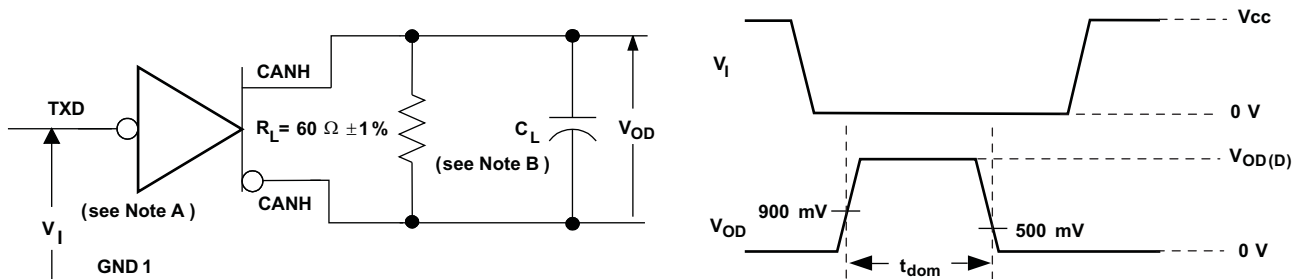 TXD
CANH
R_L = 60 Ω ±1%
(see Note B)
C_L
V_OD
CANH
(see Note A)
V_I
GND 1
Vcc
V_I
0 V
V_OD(D)
900 mV
500 mV
V_OD
t_dom
0 V